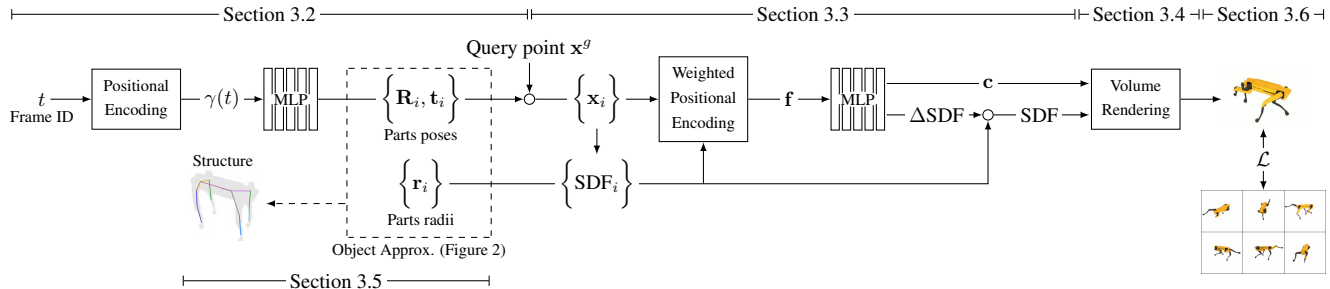 Section 3.2
Section 3.3
Section 3.4
Section 3.6
Query point x^g
t
Frame ID
Positional
Encoding
γ(t)
MLP
{R_i, t_i}
Parts poses
{x_i}
Weighted
Positional
Encoding
f
MLP
c
ΔSDF
SDF
Volume
Rendering
Structure
{r_i}
Parts radii
{SDF_i}
ℒ
Object Approx. (Figure 2)
Section 3.5